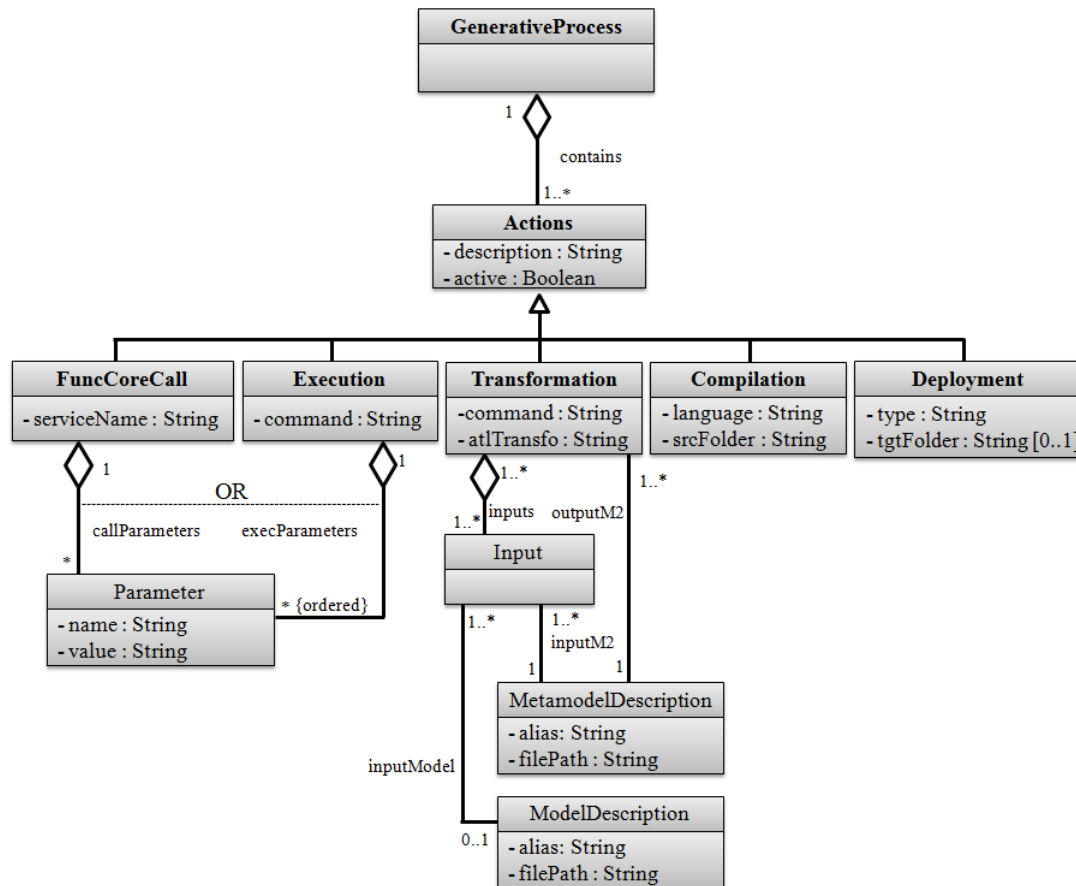 GenerativeProcess
1
contains
1..*
Actions
- description : String
- active : Boolean
FuncCoreCall
- serviceName : String
Execution
- command : String
Transformation
-command : String
- atlTransfo : String
Compilation
- language : String
- srcFolder : String
Deployment
- type : String
- tgtFolder : String [0..1]
1
1
1..*
1..*
OR
callParameters
execParameters
1..*
inputs
outputM2
*
Input
Parameter
- name : String
- value : String
* {ordered}
1..*
1..*
inputM2
1
1
MetamodelDescription
- alias: String
- filePath : String
inputModel
0..1
ModelDescription
- alias: String
- filePath : String